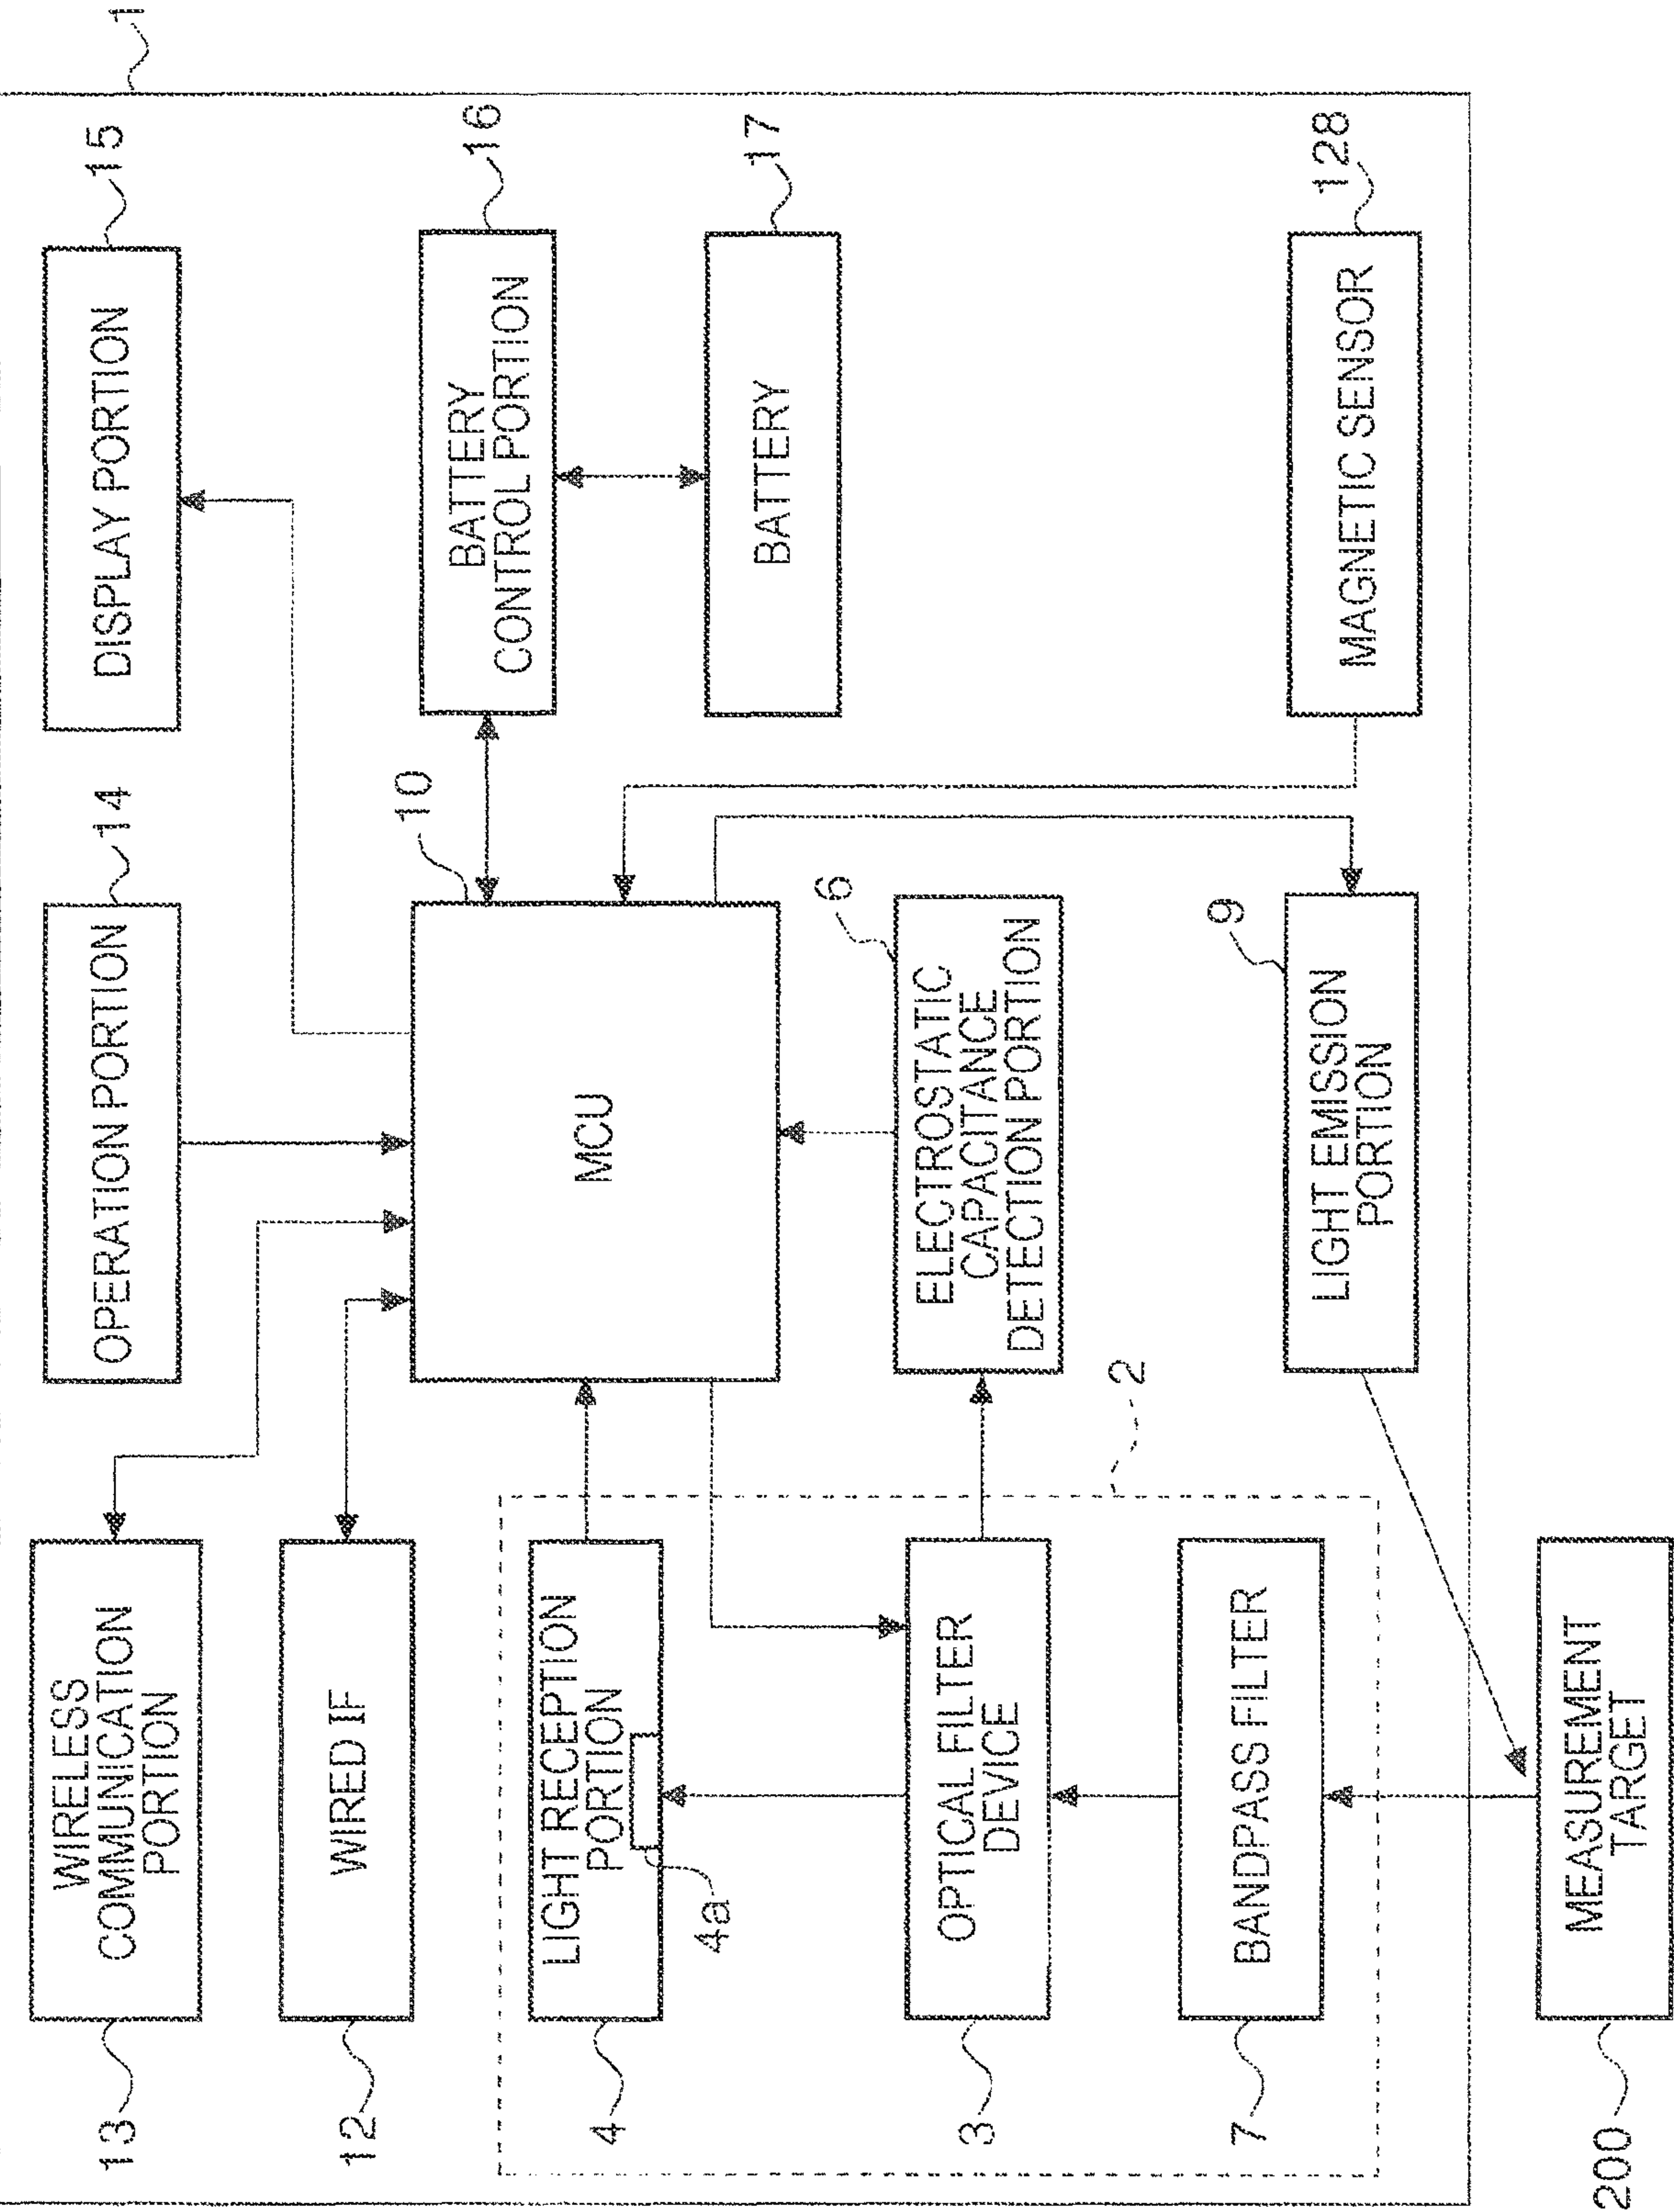 1
13
WIRELESS
COMMUNICATION
PORTION
14
OPERATION PORTION
15
DISPLAY PORTION
12
WIRED IF
10
MCU
16
BATTERY
CONTROL PORTION
17
BATTERY
4
LIGHT RECEPTION
PORTION
4a
2
6
ELECTROSTATIC
CAPACITANCE
DETECTION PORTION
3
OPTICAL FILTER
DEVICE
7
BANDPASS FILTER
9
LIGHT EMISSION
PORTION
128
MAGNETIC SENSOR
200
MEASUREMENT
TARGET